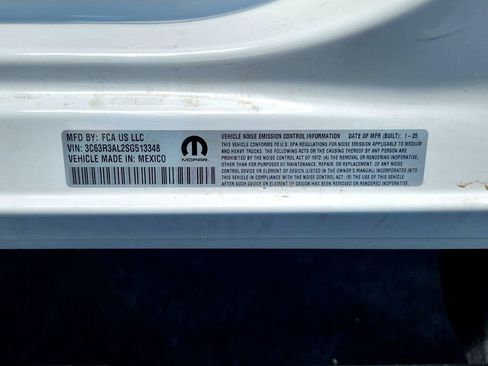 MFD BY: FCA US LLC
VIN: 3C63R3AL2SG513348
VEHICLE MADE IN: MEXICO
MOPAR
VEHICLE NOISE EMISSION CONTROL INFORMATION DATE OF MFR (BUILT): 1-25
THIS VEHICLE CONFORMS TO U.S. EPA REGULATIONS FOR NOISE EMISSION APPLICABLE TO MEDIUM
AND HEAVY TRUCKS. THE FOLLOWING ACTS OR THE CAUSING THEREOF BY ANY PERSON ARE
PROHIBITED BY THE NOISE CONTROL ACT OF 1972. (A) THE REMOVAL OR RENDERING INOPERATIVE,
OTHER THAN FOR PURPOSES OF MAINTENANCE, REPAIR, OR REPLACEMENT, OF ANY NOISE
CONTROL DEVICE OR ELEMENT OF DESIGN (LISTED IN THE OWNER'S MANUAL) INCORPORATED INTO
THIS VEHICLE IN COMPLIANCE WITH THE NOISE CONTROL ACT; (B) THE USE OF THIS VEHICLE AFTER
SUCH DEVICE OR ELEMENT OF DESIGN HAS BEEN REMOVED OR RENDERED INOPERATIVE.